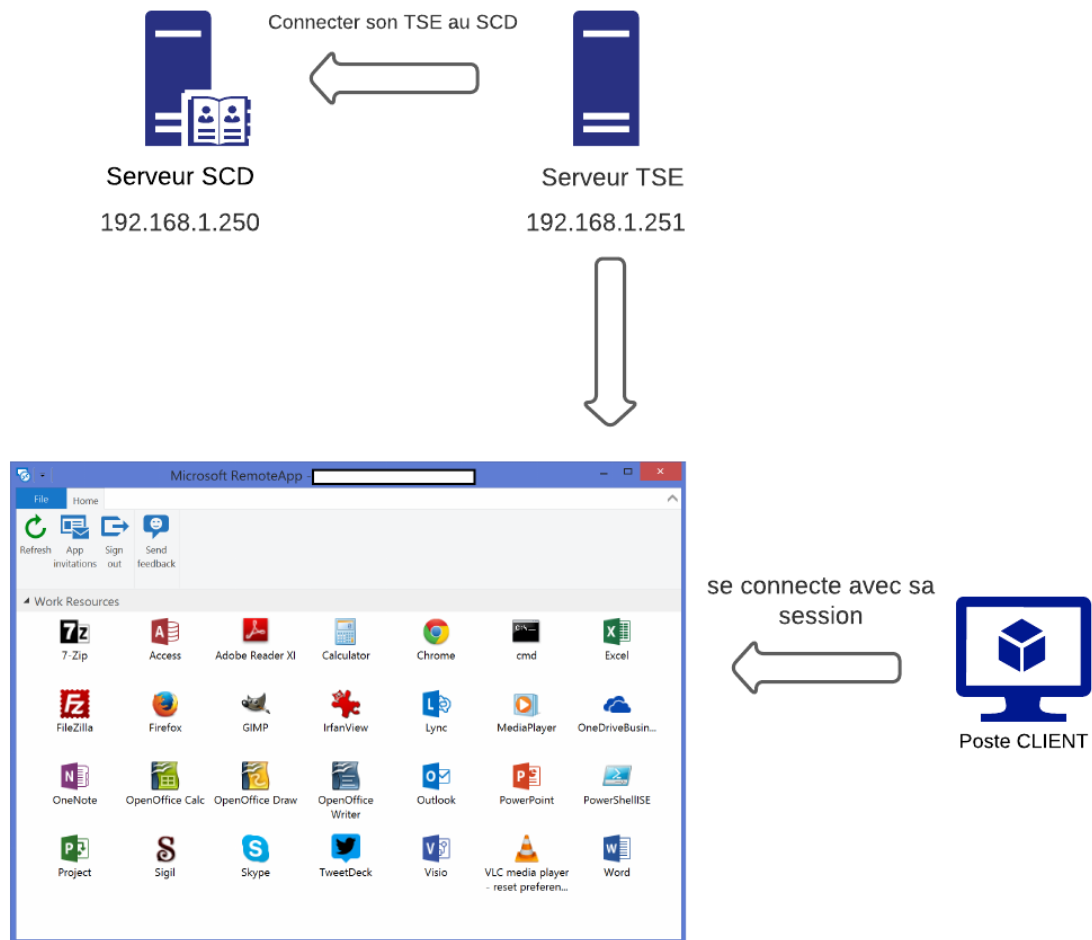 Connecter son TSE au SCD
Serveur SCD
192.168.1.250
Serveur TSE
192.168.1.251
Microsoft RemoteApp -
File
Home
Refresh
App invitations
Sign out
Send feedback
Work Resources
7-Zip
Access
Adobe Reader XI
Calculator
Chrome
cmd
Excel
FileZilla
Firefox
GIMP
IrfanView
Lync
MediaPlayer
OneDriveBusin...
OneNote
OpenOffice Calc
OpenOffice Draw
OpenOffice
Writer
Outlook
PowerPoint
PowerShellISE
Project
Sigil
Skype
TweetDeck
Visio
VLC media player
- reset preferen...
Word
se connecte avec sa
session
Poste CLIENT